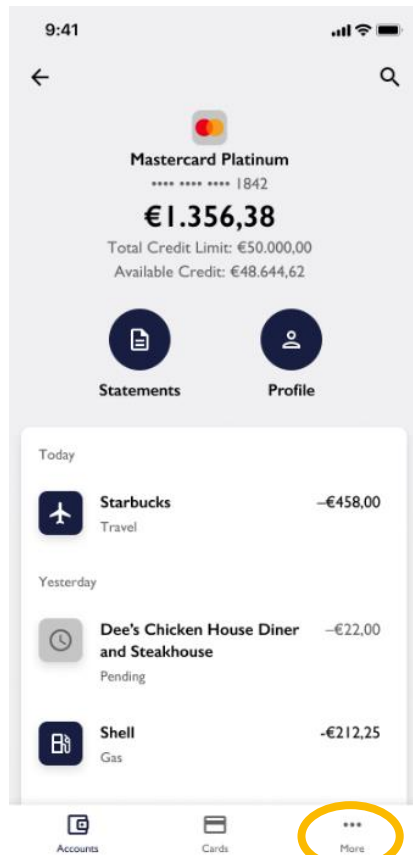 9:41
Mastercard Platinum
•••• •••• •••• 1842
€1.356,38
Total Credit Limit: €50.000,00
Available Credit: €48.644,62
Statements Profile
Today
Starbucks –€458,00
Travel
Yesterday
Dee's Chicken House Diner –€22,00
and Steakhouse
Pending
Shell -€212,25
Gas
Accounts Cards More